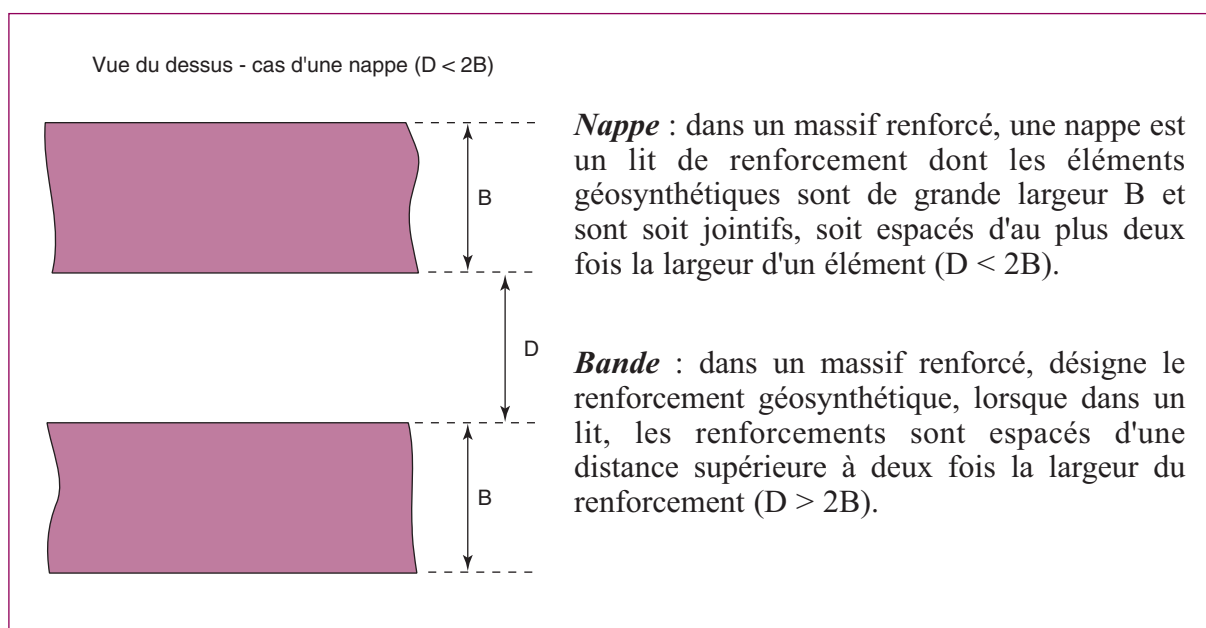 Vue du dessus - cas d'une nappe (D < 2B)
B
D
B
Nappe : dans un massif renforcé, une nappe est
un lit de renforcement dont les éléments
géosynthétiques sont de grande largeur B et
sont soit jointifs, soit espacés d'au plus deux
fois la largeur d'un élément (D < 2B).
Bande : dans un massif renforcé, désigne le
renforcement géosynthétique, lorsque dans un
lit, les renforcements sont espacés d'une
distance supérieure à deux fois la largeur du
renforcement (D > 2B).